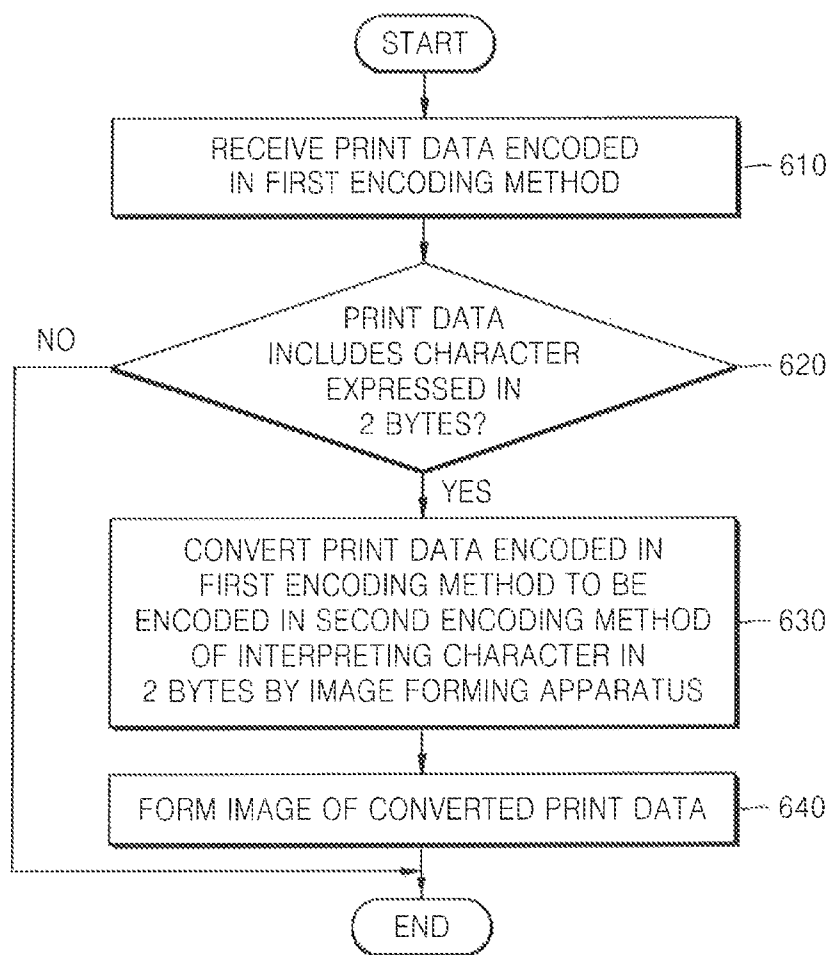 START
RECEIVE PRINT DATA ENCODED
IN FIRST ENCODING METHOD
610
PRINT DATA
INCLUDES CHARACTER
EXPRESSED IN
2 BYTES?
620
NO
YES
CONVERT PRINT DATA ENCODED IN
FIRST ENCODING METHOD TO BE
ENCODED IN SECOND ENCODING METHOD
OF INTERPRETING CHARACTER IN
2 BYTES BY IMAGE FORMING APPARATUS
630
FORM IMAGE OF CONVERTED PRINT DATA
640
END